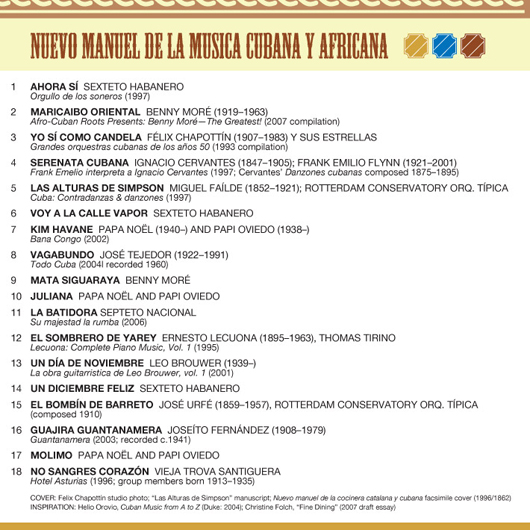 NUEVO MANUEL DE LA MUSICA CUBANA Y AFRICANA
1 AHORA SÍ SEXTETO HABANERO
Orgullo de los soneros (1997)
2 MARICAIBO ORIENTAL BENNY MORÉ (1919–1963)
Afro-Cuban Roots Presents: Benny Moré—The Greatest! (2007 compilation)
3 YO SÍ COMO CANDELA FÉLIX CHAPOTTÍN (1907–1983) Y SUS ESTRELLAS
Grandes orquestras cubanas de los años 50 (1993 compilation)
4 SERENATA CUBANA IGNACIO CERVANTES (1847–1905); FRANK EMILIO FLYNN (1921–2001)
Frank Emelio interpreta a Ignacio Cervantes (1997; Cervantes' Danzones cubanas composed 1875–1895)
5 LAS ALTURAS DE SIMPSON MIGUEL FAÍLDE (1852–1921); ROTTERDAM CONSERVATORY ORQ. TÍPICA
Cuba: Contradanzas & danzones (1997)
6 VOY A LA CALLE VAPOR SEXTETO HABANERO
7 KIM HAVANE PAPA NOËL (1940–) AND PAPI OVIEDO (1938–)
Bana Congo (2002)
8 VAGABUNDO JOSÉ TEJEDOR (1922–1991)
Todo Cuba (2004l recorded 1960)
9 MATA SIGUARAYA BENNY MORÉ
10 JULIANA PAPA NOËL AND PAPI OVIEDO
11 LA BATIDORA SEPTETO NACIONAL
Su majestad la rumba (2006)
12 EL SOMBRERO DE YAREY ERNESTO LECUONA (1895–1963), THOMAS TIRINO
Lecuona: Complete Piano Music, Vol. 1 (1995)
13 UN DÍA DE NOVIEMBRE LEO BROUWER (1939–)
La obra guitarristica de Leo Brouwer, vol. 1 (2001)
14 UN DICIEMBRE FELIZ SEXTETO HABANERO
15 EL BOMBÍN DE BARRETO JOSÉ URFÉ (1859–1957), ROTTERDAM CONSERVATORY ORQ. TÍPICA
(composed 1910)
16 GUAJIRA GUANTANAMERA JOSEÍTO FERNÁNDEZ (1908–1979)
Guantanamera (2003; recorded c.1941)
17 MOLIMO PAPA NOËL AND PAPI OVIEDO
18 NO SANGRES CORAZÓN VIEJA TROVA SANTIGUERA
Hotel Asturias (1996; group members born 1913–1935)
COVER: Felix Chapottin studio photo; "Las Alturas de Simpson" manuscript; Nuevo manuel de la cocinera catalana y cubana facsimile cover (1996/1862)
INSPIRATION: Helio Orovio, Cuban Music from A to Z (Duke: 2004); Christine Folch, "Fine Dining" (2007 draft essay)